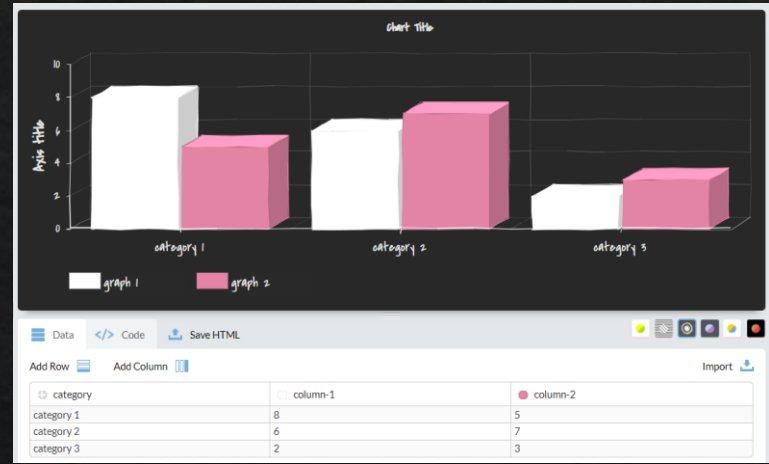 Chart Title
Axis title
10
8
6
4
2
0
category 1 category 2 category 3
graph 1 graph 2
Data </> Code Save HTML
Add Row Add Column Import
category column-1 column-2
category 1 8 5
category 2 6 7
category 3 2 3